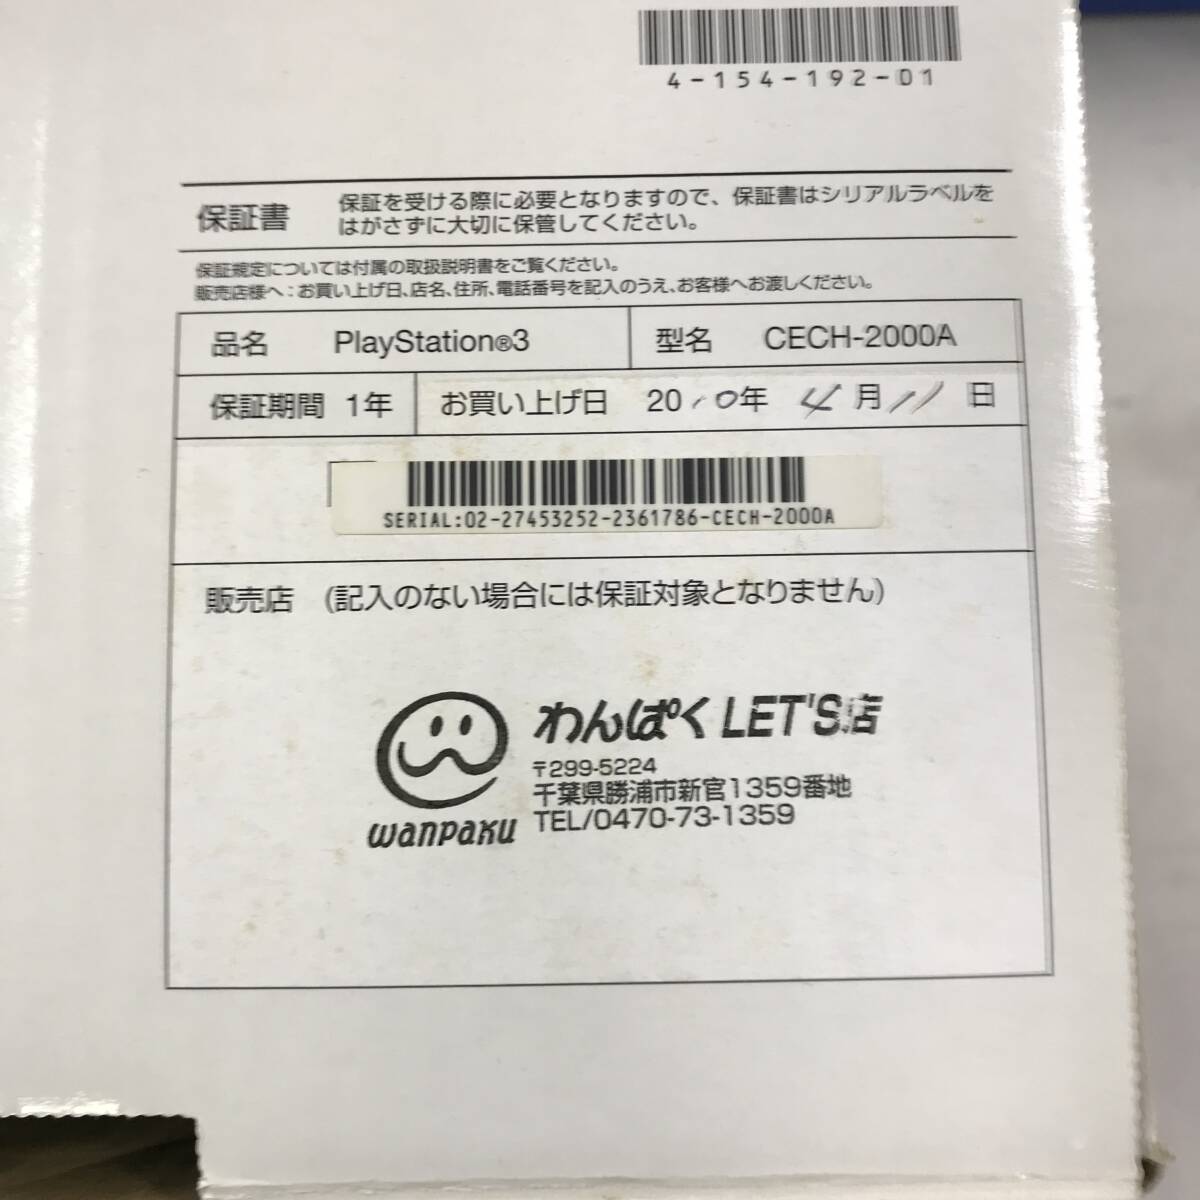 4-154-192-01
保証書
保証を受ける際に必要となりますので、保証書はシリアルラベルを
はがさずに大切に保管してください。
保証規定については付属の取扱説明書をご覧ください。
販売店様へ：お買い上げ日、店名、住所、電話番号を記入のうえ、お客様へお渡しください。
品名 PlayStation®3 型名 CECH-2000A
保証期間 1年 お買い上げ日 2010年 4月11日
SERIAL:02-27453252-2361786-CECH-2000A
販売店 (記入のない場合には保証対象となりません)
わんぱく LET'S店
〒299-5224
千葉県勝浦市新官1359番地
TEL/0470-73-1359
wanpaku